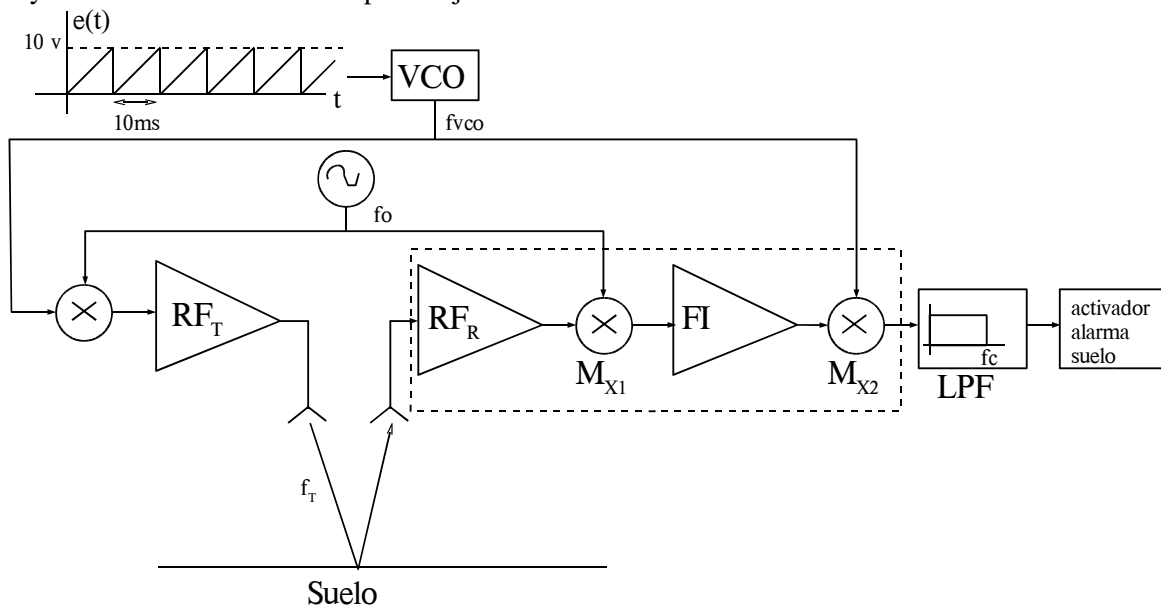 e(t)
10 v
VCO
t
10ms
fvco
fo
RF_T
RF_R
FI
M_X1
M_X2
fc
LPF
activador
alarma
suelo
f_T
Suelo